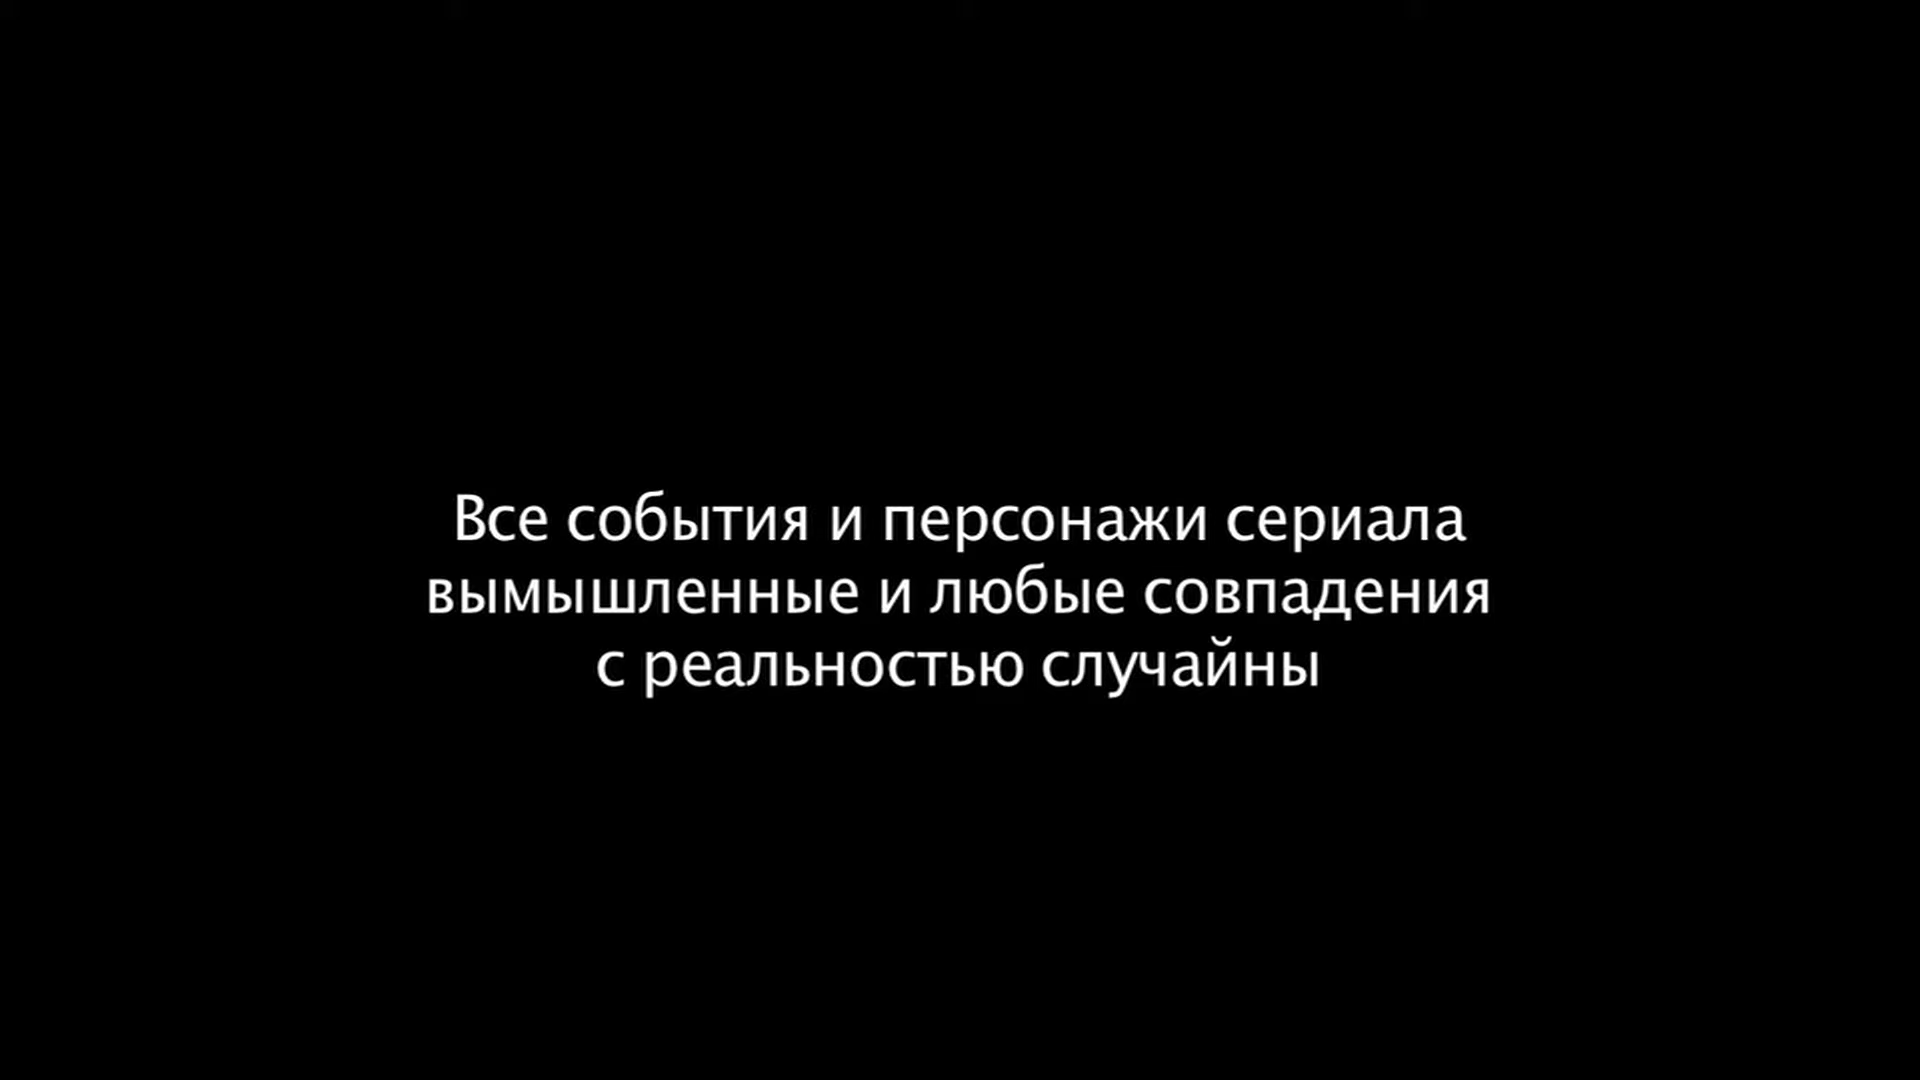 Все события и персонажи сериала
вымышленные и любые совпадения
с реальностью случайны